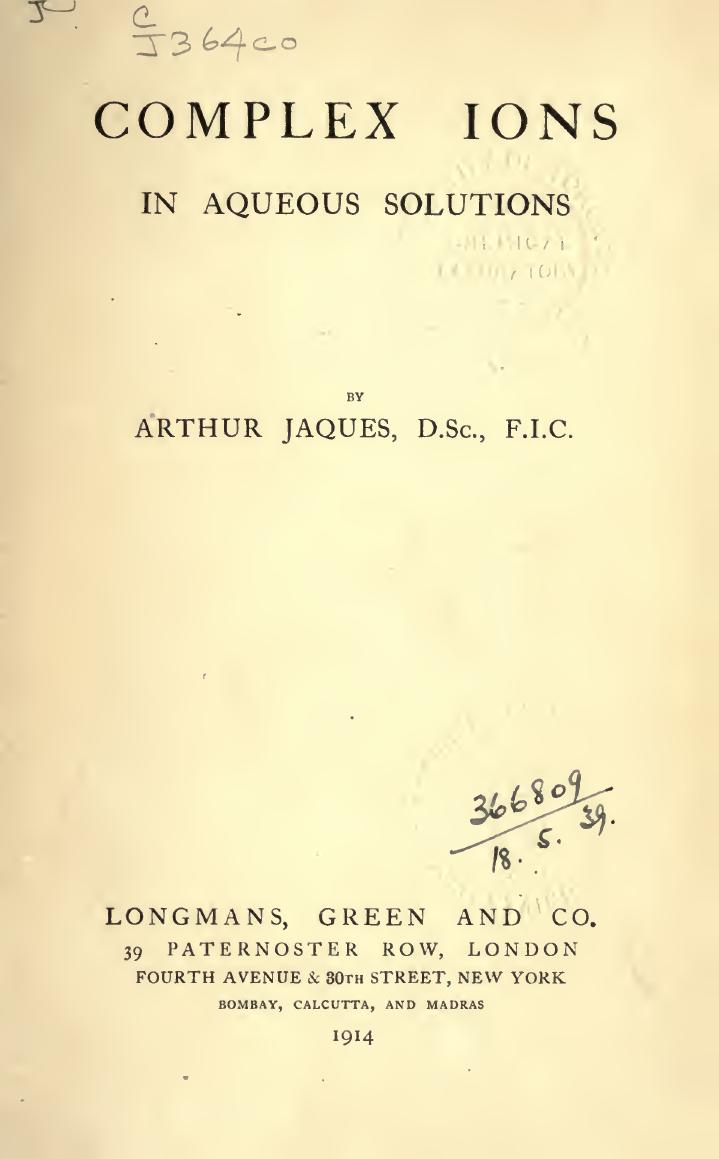 C
J364co
COMPLEX IONS
IN AQUEOUS SOLUTIONS
BY
ARTHUR JAQUES, D.Sc., F.I.C.
366809
18. 5. 39.
LONGMANS, GREEN AND CO.
39 PATERNOSTER ROW, LONDON
FOURTH AVENUE & 30TH STREET, NEW YORK
BOMBAY, CALCUTTA, AND MADRAS
1914